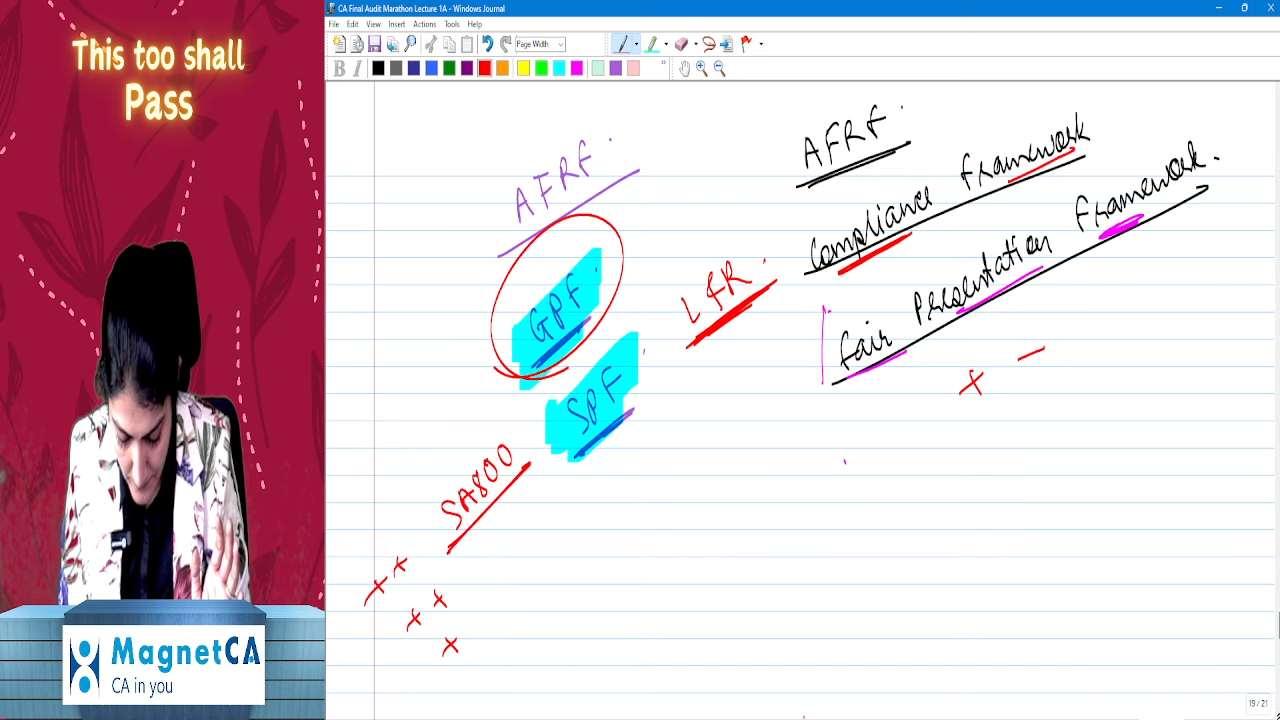 This too shall
Pass
CA Final Audit Marathon Lecture 1A - Windows Journal
File Edit View Insert Actions Tools Help
Page Width
B I
AFRF.
GPF.
SPF
SA800
LFR.
AFRF.
Compliance Framework
Fair Presentation Framework.
+ −
MagnetCA
CA in you
19 / 21